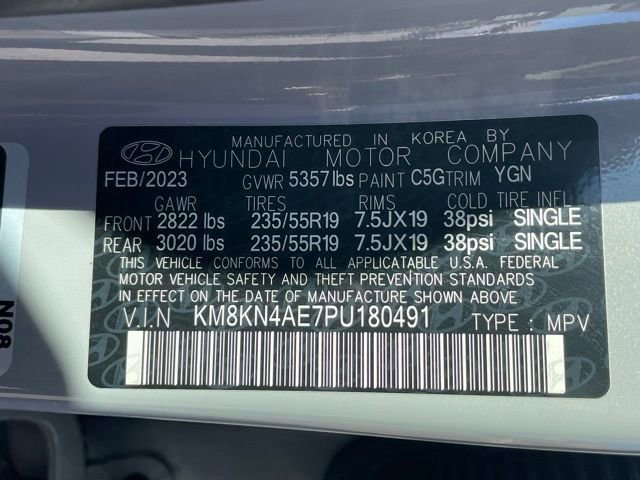 MANUFACTURED IN KOREA BY
HYUNDAI MOTOR COMPANY
FEB/2023 GVWR 5357lbs PAINT C5G TRIM YGN
GAWR TIRES RIMS COLD TIRE INFL
FRONT 2822 lbs 235/55R19 7.5JX19 38psi SINGLE
REAR 3020 lbs 235/55R19 7.5JX19 38psi SINGLE
THIS VEHICLE CONFORMS TO ALL APPLICATABLE U.S.A. FEDERAL
MOTOR VEHICLE SAFETY AND THEFT PREVENTION STANDARDS
IN EFFECT ON THE DATE OF MANUFACTURE SHOWN ABOVE
V.I.N KM8KN4AE7PU180491 TYPE : MPV
N08